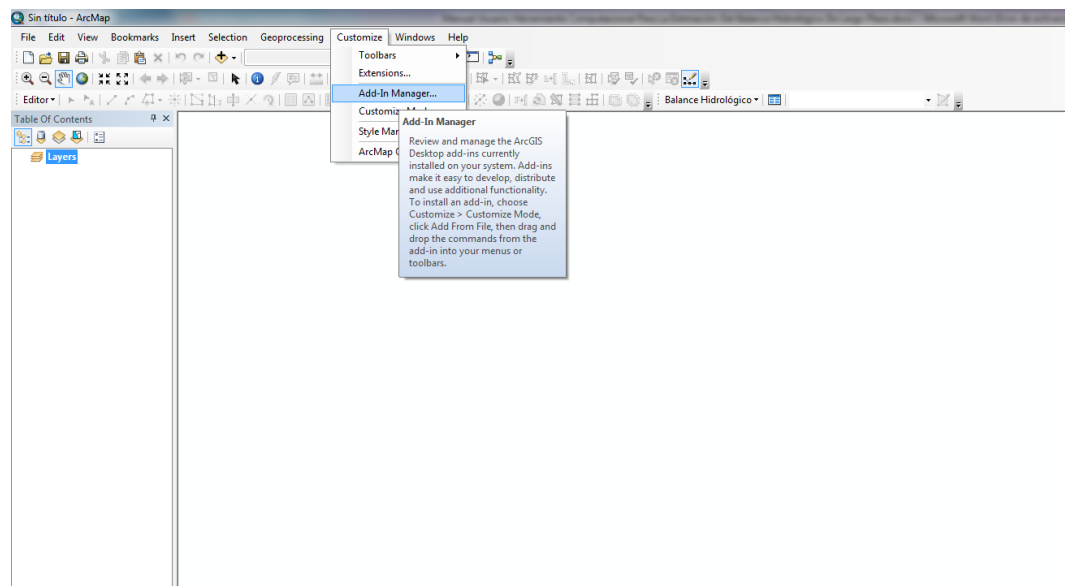 Sin título - ArcMap
File Edit View Bookmarks Insert Selection Geoprocessing Customize Windows Help
Toolbars
Extensions...
Editor
Add-In Manager...
Balance Hidrológico
Table Of Contents
Customiz
Add-In Manager
Style Mar
Review and manage the ArcGIS
Layers
ArcMap
Desktop add-ins currently
installed on your system. Add-ins
make it easy to develop, distribute
and use additional functionality.
To install an add-in, choose
Customize > Customize Mode,
click Add From File, then drag and
drop the commands from the
add-in into your menus or
toolbars.